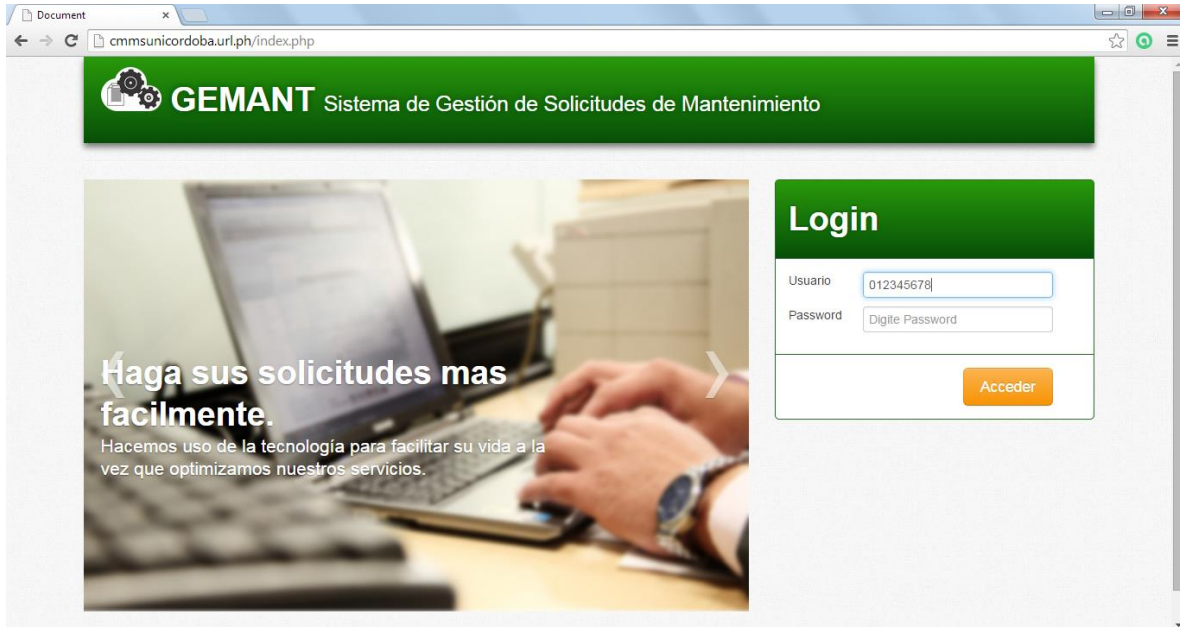 Document
cmmsunicordoba.url.ph/index.php
GEMANT Sistema de Gestión de Solicitudes de Mantenimiento
Haga sus solicitudes mas
facilmente.
Hacemos uso de la tecnología para facilitar su vida a la
vez que optimizamos nuestros servicios.
Login
Usuario 012345678
Password Digite Password
Acceder